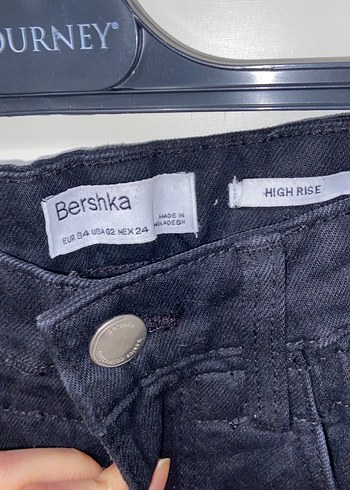 OURNEY®
Bershka
MADE IN
EUR 34 USA 02 MEX 24
HIGH RISE